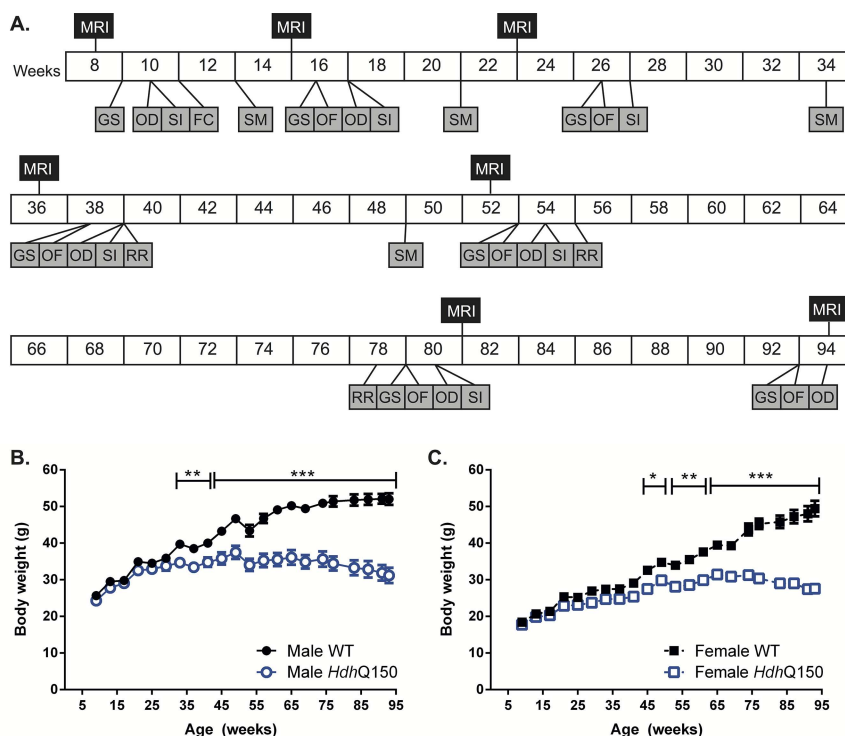 A.
MRI MRI MRI
Weeks 8 10 12 14 16 18 20 22 24 26 28 30 32 34
GS OD SI FC SM GS OF OD SI SM GS OF SI SM
MRI MRI
36 38 40 42 44 46 48 50 52 54 56 58 60 62 64
GS OF OD SI RR SM GS OF OD SI RR
MRI MRI
66 68 70 72 74 76 78 80 82 84 86 88 90 92 94
RR GS OF OD SI GS OF OD
B.
** ***
Body weight (g)
60
50
40
30
20
10
0
Male WT
Male HdhQ150
5 15 25 35 45 55 65 75 85 95
Age (weeks)
C.
* ** ***
Body weight (g)
60
50
40
30
20
10
0
Female WT
Female HdhQ150
5 15 25 35 45 55 65 75 85 95
Age (weeks)